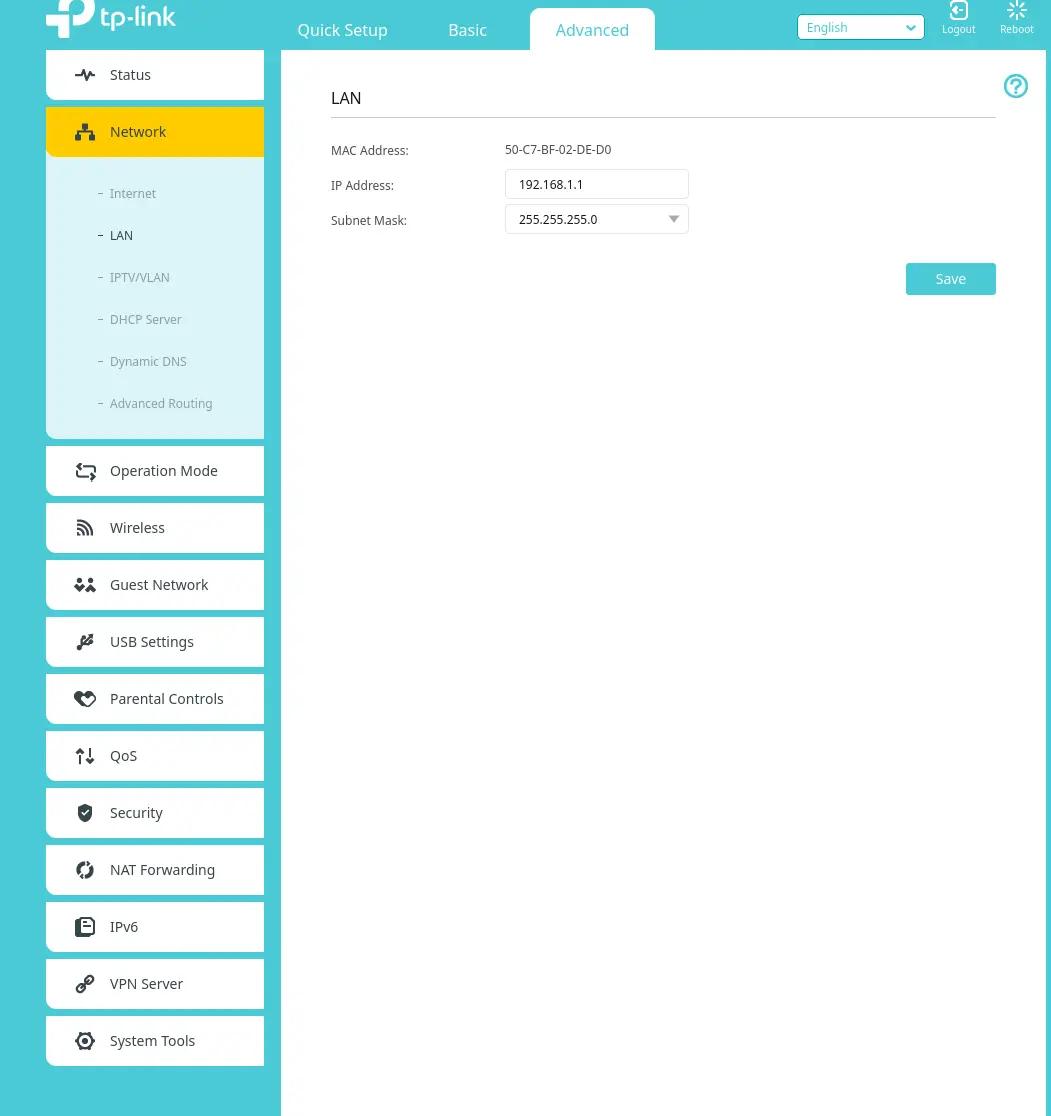 tp-link
Quick Setup
Basic
Advanced
English
Logout
Reboot
Status
Network
– Internet
– LAN
– IPTV/VLAN
– DHCP Server
– Dynamic DNS
– Advanced Routing
Operation Mode
Wireless
Guest Network
USB Settings
Parental Controls
QoS
Security
NAT Forwarding
IPv6
VPN Server
System Tools
LAN
?
MAC Address: 50-C7-BF-02-DE-D0
IP Address: 192.168.1.1
Subnet Mask: 255.255.255.0
Save